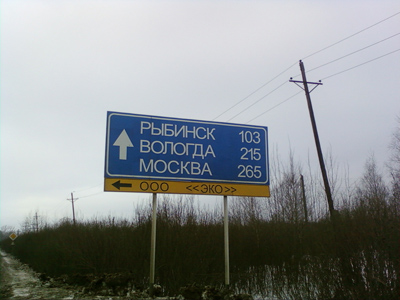 РЫБИНСК 103
ВОЛОГДА 215
МОСКВА 265
ООО <<ЭКО>>